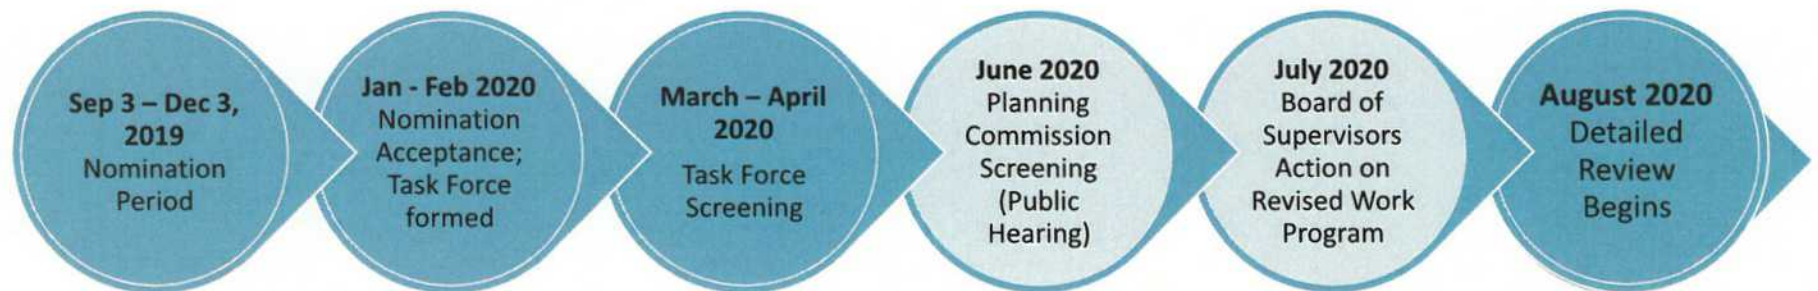 Sep 3 – Dec 3,
2019
Nomination
Period
Jan - Feb 2020
Nomination
Acceptance;
Task Force
formed
March – April
2020
Task Force
Screening
June 2020
Planning
Commission
Screening
(Public
Hearing)
July 2020
Board of
Supervisors
Action on
Revised Work
Program
August 2020
Detailed
Review
Begins